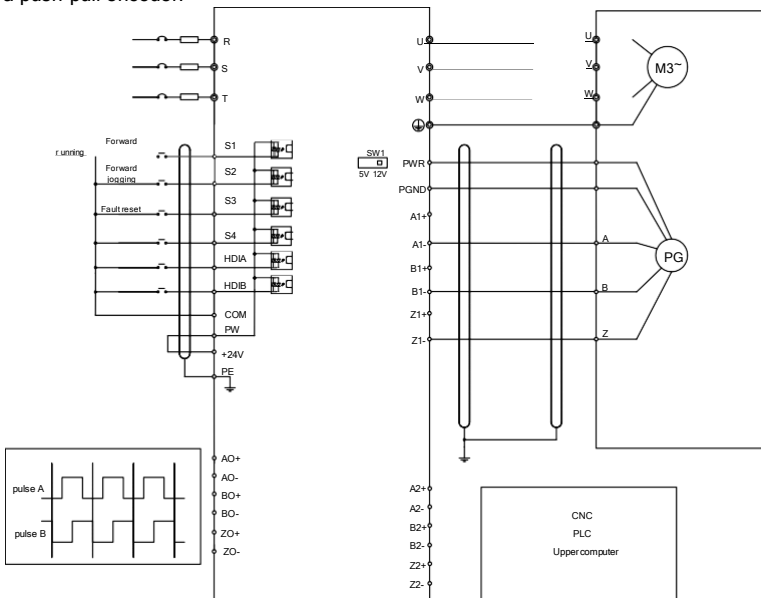 a push-pull encoder.
R
S
T
U
V
W
U
V
W
M3~
Forward
running
Forward
jogging
Fault reset
S1
S2
S3
S4
HDIA
HDIB
COM
PW
+24V
PE
SW1
5V 12V
PWR
PGND
A1+
A1-
B1+
B1-
Z1+
Z1-
A
B
Z
PG
pulse A
pulse B
AO+
AO-
BO+
BO-
ZO+
ZO-
A2+
A2-
B2+
B2-
Z2+
Z2-
CNC
PLC
Upper computer